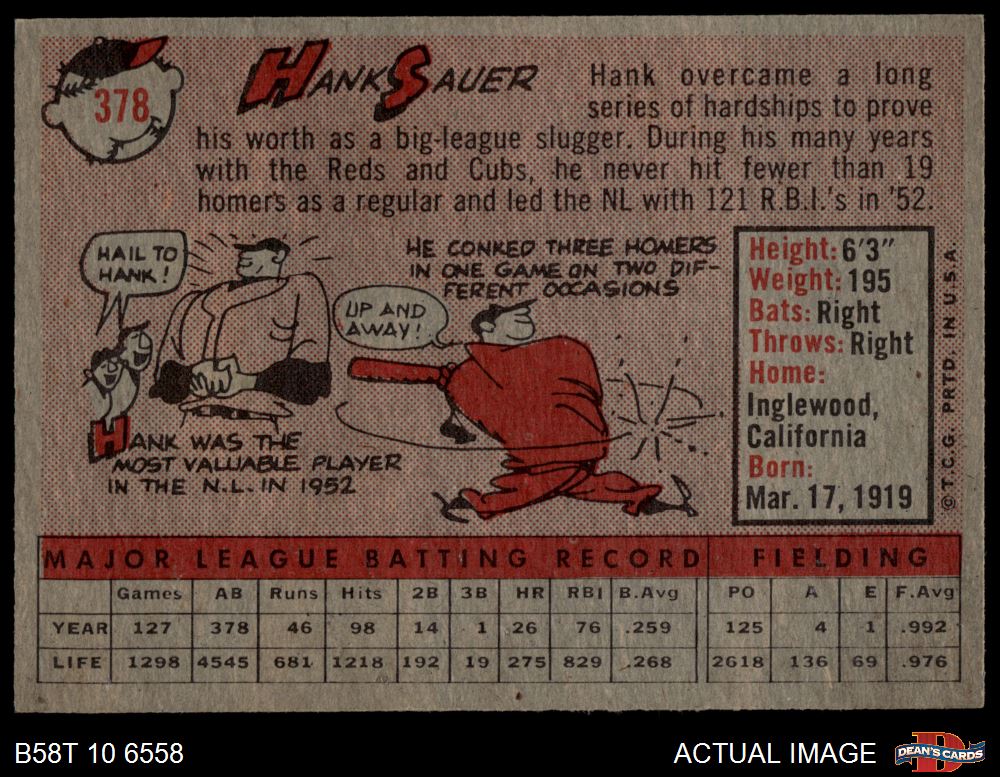 378
HANK SAUER
Hank overcame a long
series of hardships to prove
his worth as a big-league slugger. During his many years
with the Reds and Cubs, he never hit fewer than 19
homers as a regular and led the NL with 121 R.B.I.'s in '52.
HAIL TO
HANK!
HANK WAS THE
MOST VALUABLE PLAYER
IN THE N.L. IN 1952
HE CONKED THREE HOMERS
IN ONE GAME ON TWO DIF-
FERENT OCCASIONS
UP AND
AWAY!
Height: 6'3"
Weight: 195
Bats: Right
Throws: Right
Home:
Inglewood,
California
Born:
Mar. 17, 1919
© T.C.G. PRTD. IN U.S.A.
MAJOR LEAGUE BATTING RECORD FIELDING
Games AB Runs Hits 2B 3B HR RBI B.Avg PO A E F.Avg
YEAR 127 378 46 98 14 1 26 76 .259 125 4 1 .992
LIFE 1298 4545 681 1218 192 19 275 829 .268 2618 136 69 .976
B58T 10 6558
ACTUAL IMAGE
DEAN'S CARDS